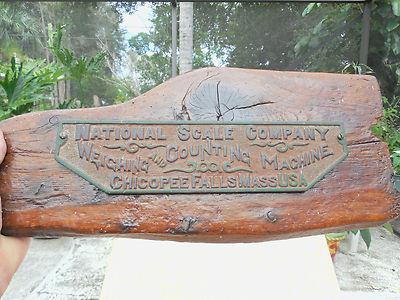 NATIONAL SCALE COMPANY
WEIGHING AND COUNTING MACHINE
CHICOPEE FALLS MASS USA